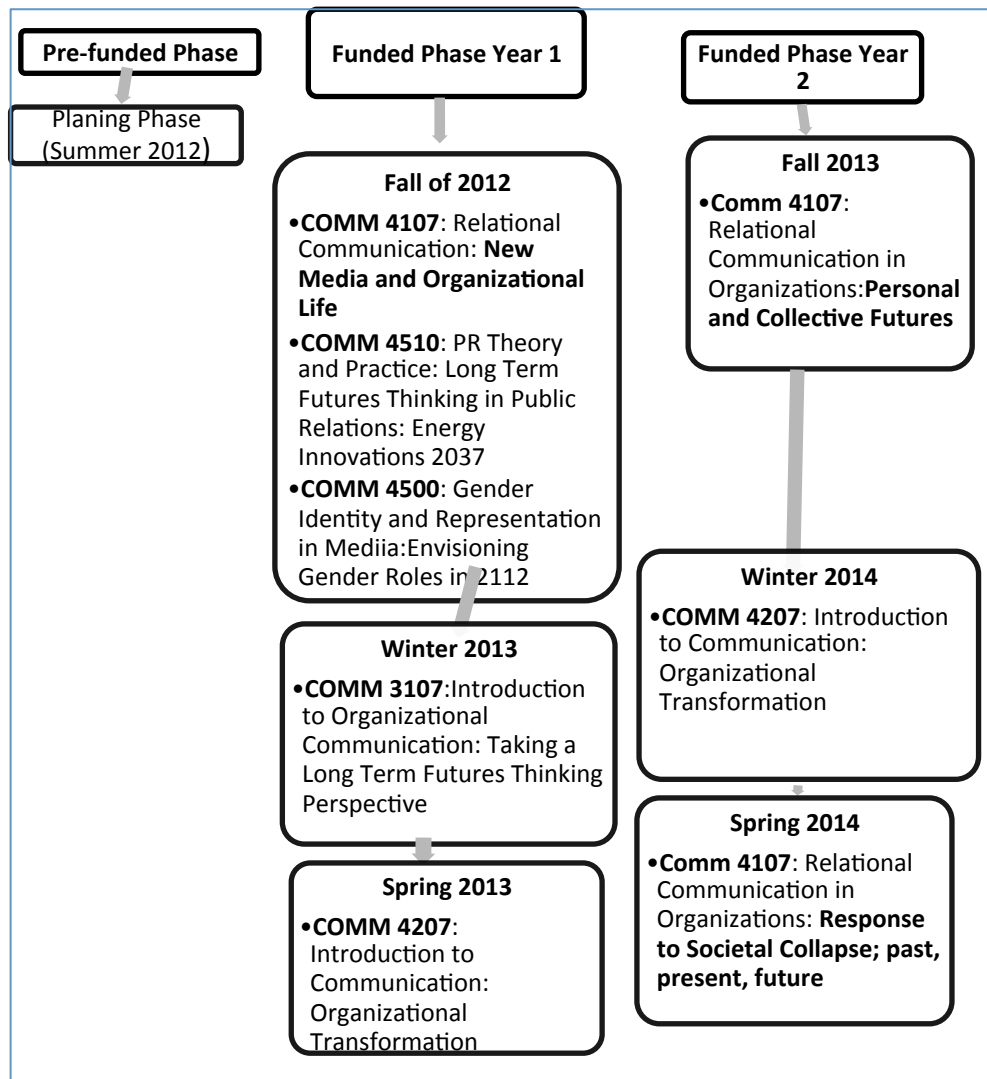 Pre-funded Phase
Planing Phase
(Summer 2012)
Funded Phase Year 1
Fall of 2012
•COMM 4107: Relational
Communication: New
Media and Organizational
Life
•COMM 4510: PR Theory
and Practice: Long Term
Futures Thinking in Public
Relations: Energy
Innovations 2037
•COMM 4500: Gender
Identity and Representation
in Mediia:Envisioning
Gender Roles in 2112
Winter 2013
•COMM 3107:Introduction
to Organizational
Communication: Taking a
Long Term Futures Thinking
Perspective
Spring 2013
•COMM 4207:
Introduction to
Communication:
Organizational
Transformation
Funded Phase Year
2
Fall 2013
•Comm 4107:
Relational
Communication in
Organizations:Personal
and Collective Futures
Winter 2014
•COMM 4207: Introduction
to Communication:
Organizational
Transformation
Spring 2014
•Comm 4107: Relational
Communication in
Organizations: Response
to Societal Collapse; past,
present, future